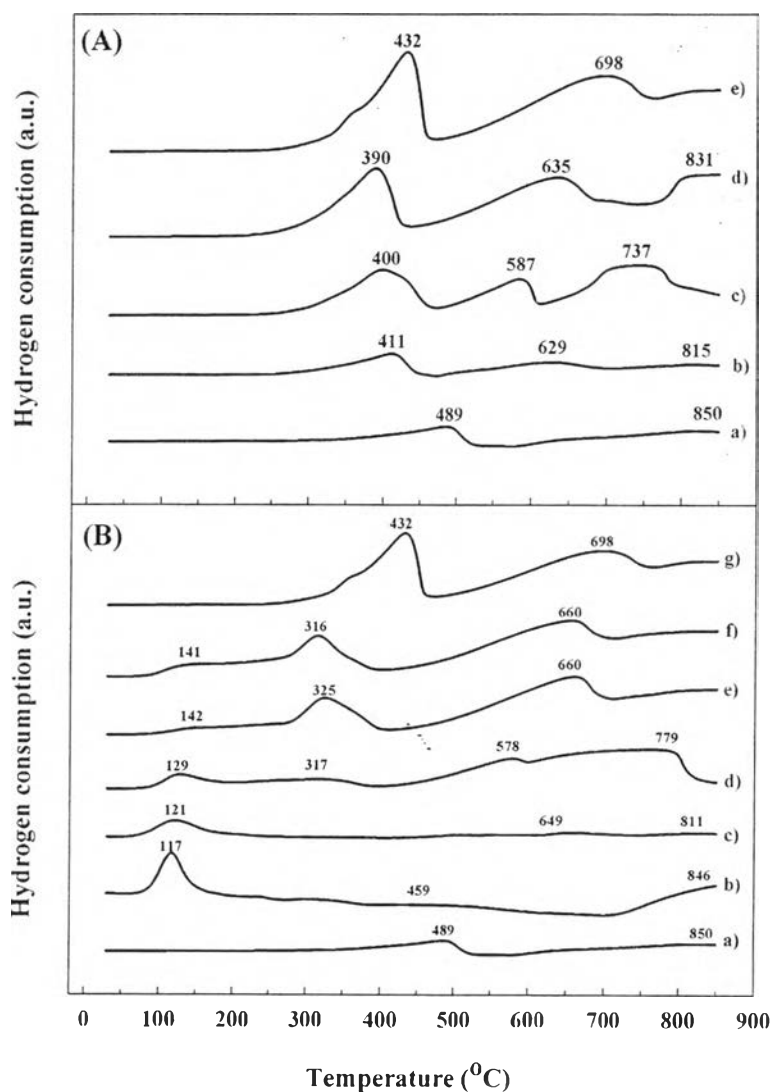 (A)
Hydrogen consumption (a.u.)
432
698
e)
390
635
831
d)
400
587
737
c)
411
629
815
b)
489
850
a)
(B)
Hydrogen consumption (a.u.)
432
698
g)
141
316
660
f)
142
325
660
e)
129
317
578
779
d)
121
649
811
c)
117
459
846
b)
489
850
a)
0 100 200 300 400 500 600 700 800 900
Temperature (⁰C)